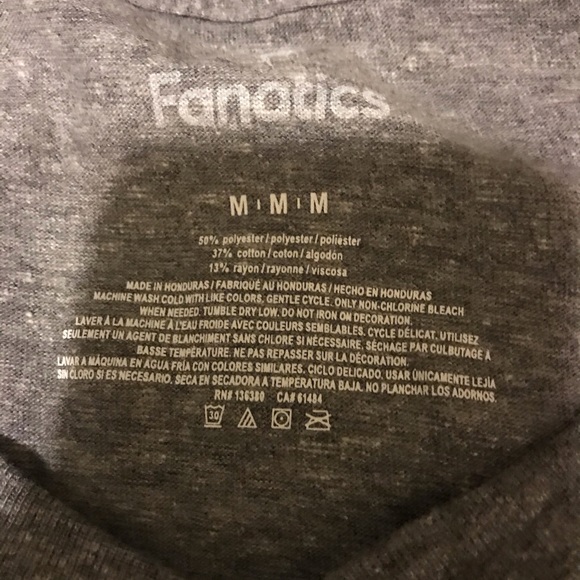 Fanatics
M | M | M
50% polyester / polyester / poliéster
37% cotton / coton / algodón
13% rayon / rayonne / viscosa
MADE IN HONDURAS / FABRIQUÉ AU HONDURAS / HECHO EN HONDURAS
MACHINE WASH COLD WITH LIKE COLORS, GENTLE CYCLE. ONLY NON-CHLORINE BLEACH
WHEN NEEDED. TUMBLE DRY LOW. DO NOT IRON ON DECORATION.
LAVER À LA MACHINE À L'EAU FROIDE AVEC COULEURS SEMBLABLES. CYCLE DÉLICAT. UTILISEZ
SEULEMENT UN AGENT DE BLANCHIMENT SANS CHLORE SI NÉCESSAIRE. SÉCHAGE PAR CULBUTAGE À
BASSE TEMPÉRATURE. NE PAS REPASSER SUR LA DÉCORATION.
LAVAR A MÁQUINA EN AGUA FRÍA CON COLORES SIMILARES. CICLO DELICADO. USAR ÚNICAMENTE LEJÍA
SIN CLORO SI ES NECESARIO. SECA EN SECADORA A TEMPERATURA BAJA. NO PLANCHAR LOS ADORNOS.
RN# 136380 CA# 61484
30